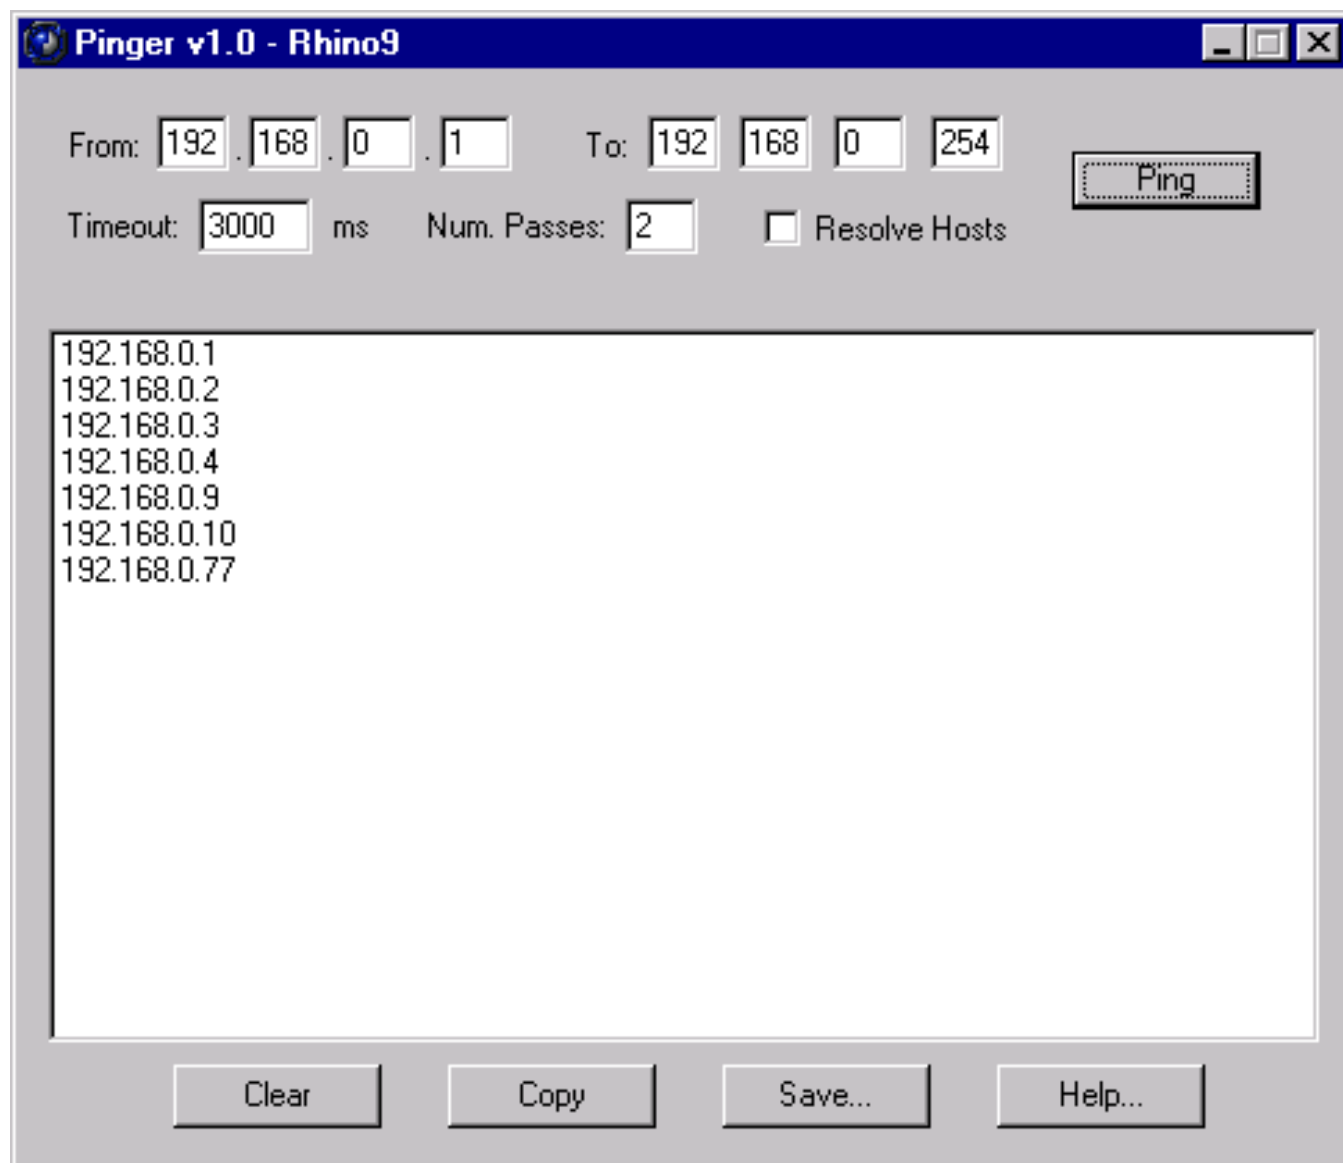 Pinger v1.0 - Rhino9
From: 192 . 168 . 0 . 1 To: 192 168 0 254
Ping
Timeout: 3000 ms Num. Passes: 2 Resolve Hosts
192.168.0.1
192.168.0.2
192.168.0.3
192.168.0.4
192.168.0.9
192.168.0.10
192.168.0.77
Clear Copy Save... Help...